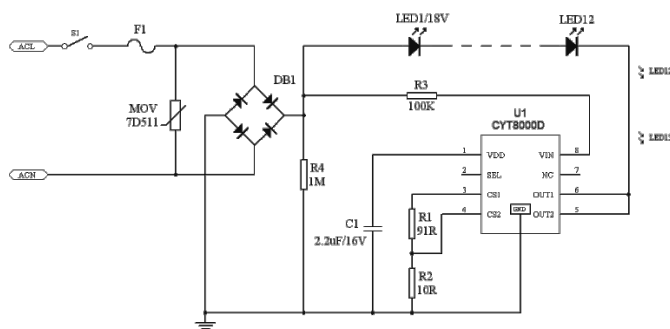 LED1/18V
LED12
S1
F1
ACL
DB1
LED12
R3
100K
MOV
7D511
U1
CYT8000D
1 VDD VIN 8
2 SEL NC 7
3 CS1 OUT1 6
4 CS2 GND OUT2 5
ACN
R4
1M
C1
2.2uF/16V
R1
91R
R2
10R